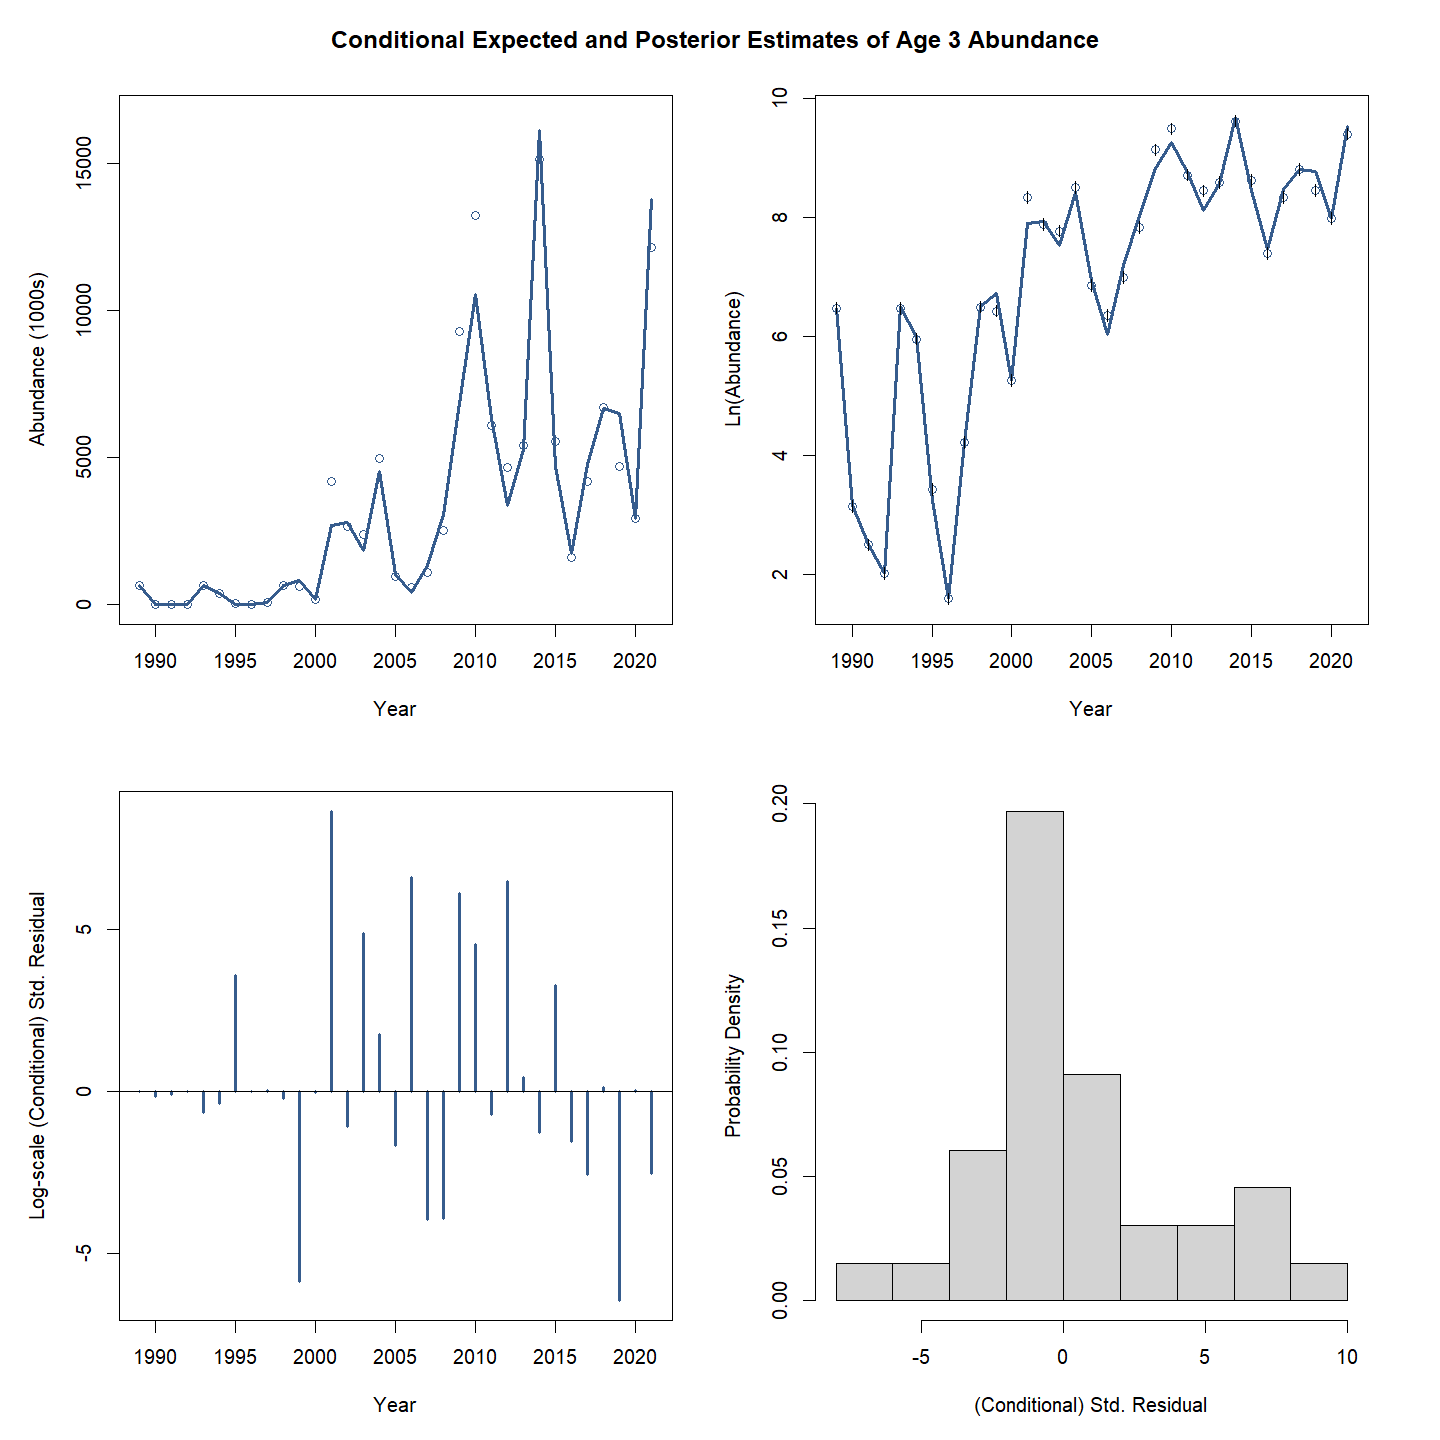 Conditional Expected and Posterior Estimates of Age 3 Abundance
Abundance (1000s)
15000
10000
5000
0
1990 1995 2000 2005 2010 2015 2020
Year
Ln(Abundance)
10
8
6
4
2
1990 1995 2000 2005 2010 2015 2020
Year
Log-scale (Conditional) Std. Residual
5
0
-5
1990 1995 2000 2005 2010 2015 2020
Year
Probability Density
0.20
0.15
0.10
0.05
0.00
-5 0 5 10
(Conditional) Std. Residual